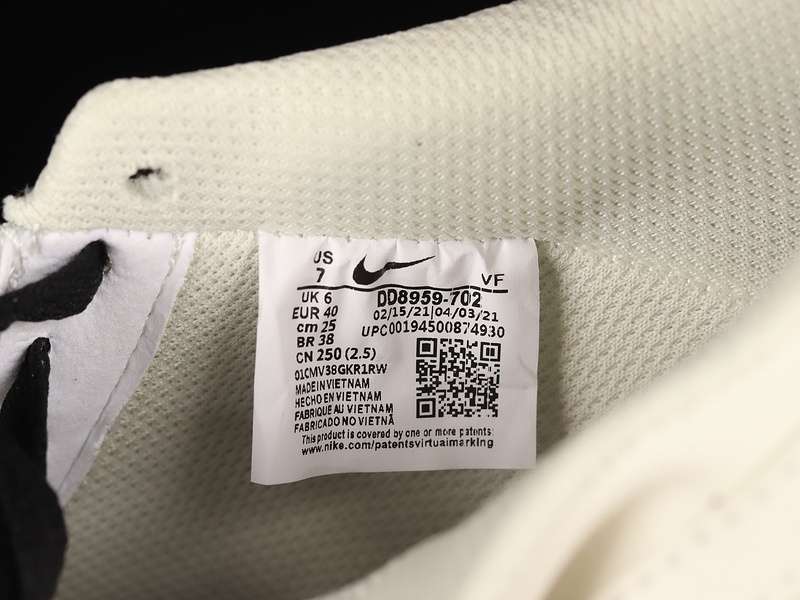 US
7
VF
UK 6
EUR 40
cm 25
BR 38
CN 250 (2.5)
DD8959-702
02/15/21|04/03/21
UPC00194500874930
01CMV38GKR1RW
MADE IN VIETNAM
HECHO EN VIETNAM
FABRIQUE AU VIETNAM
FABRICADO NO VIETNÃ
This product is covered by one or more patents:
www.nike.com/patentsvirtualmarking